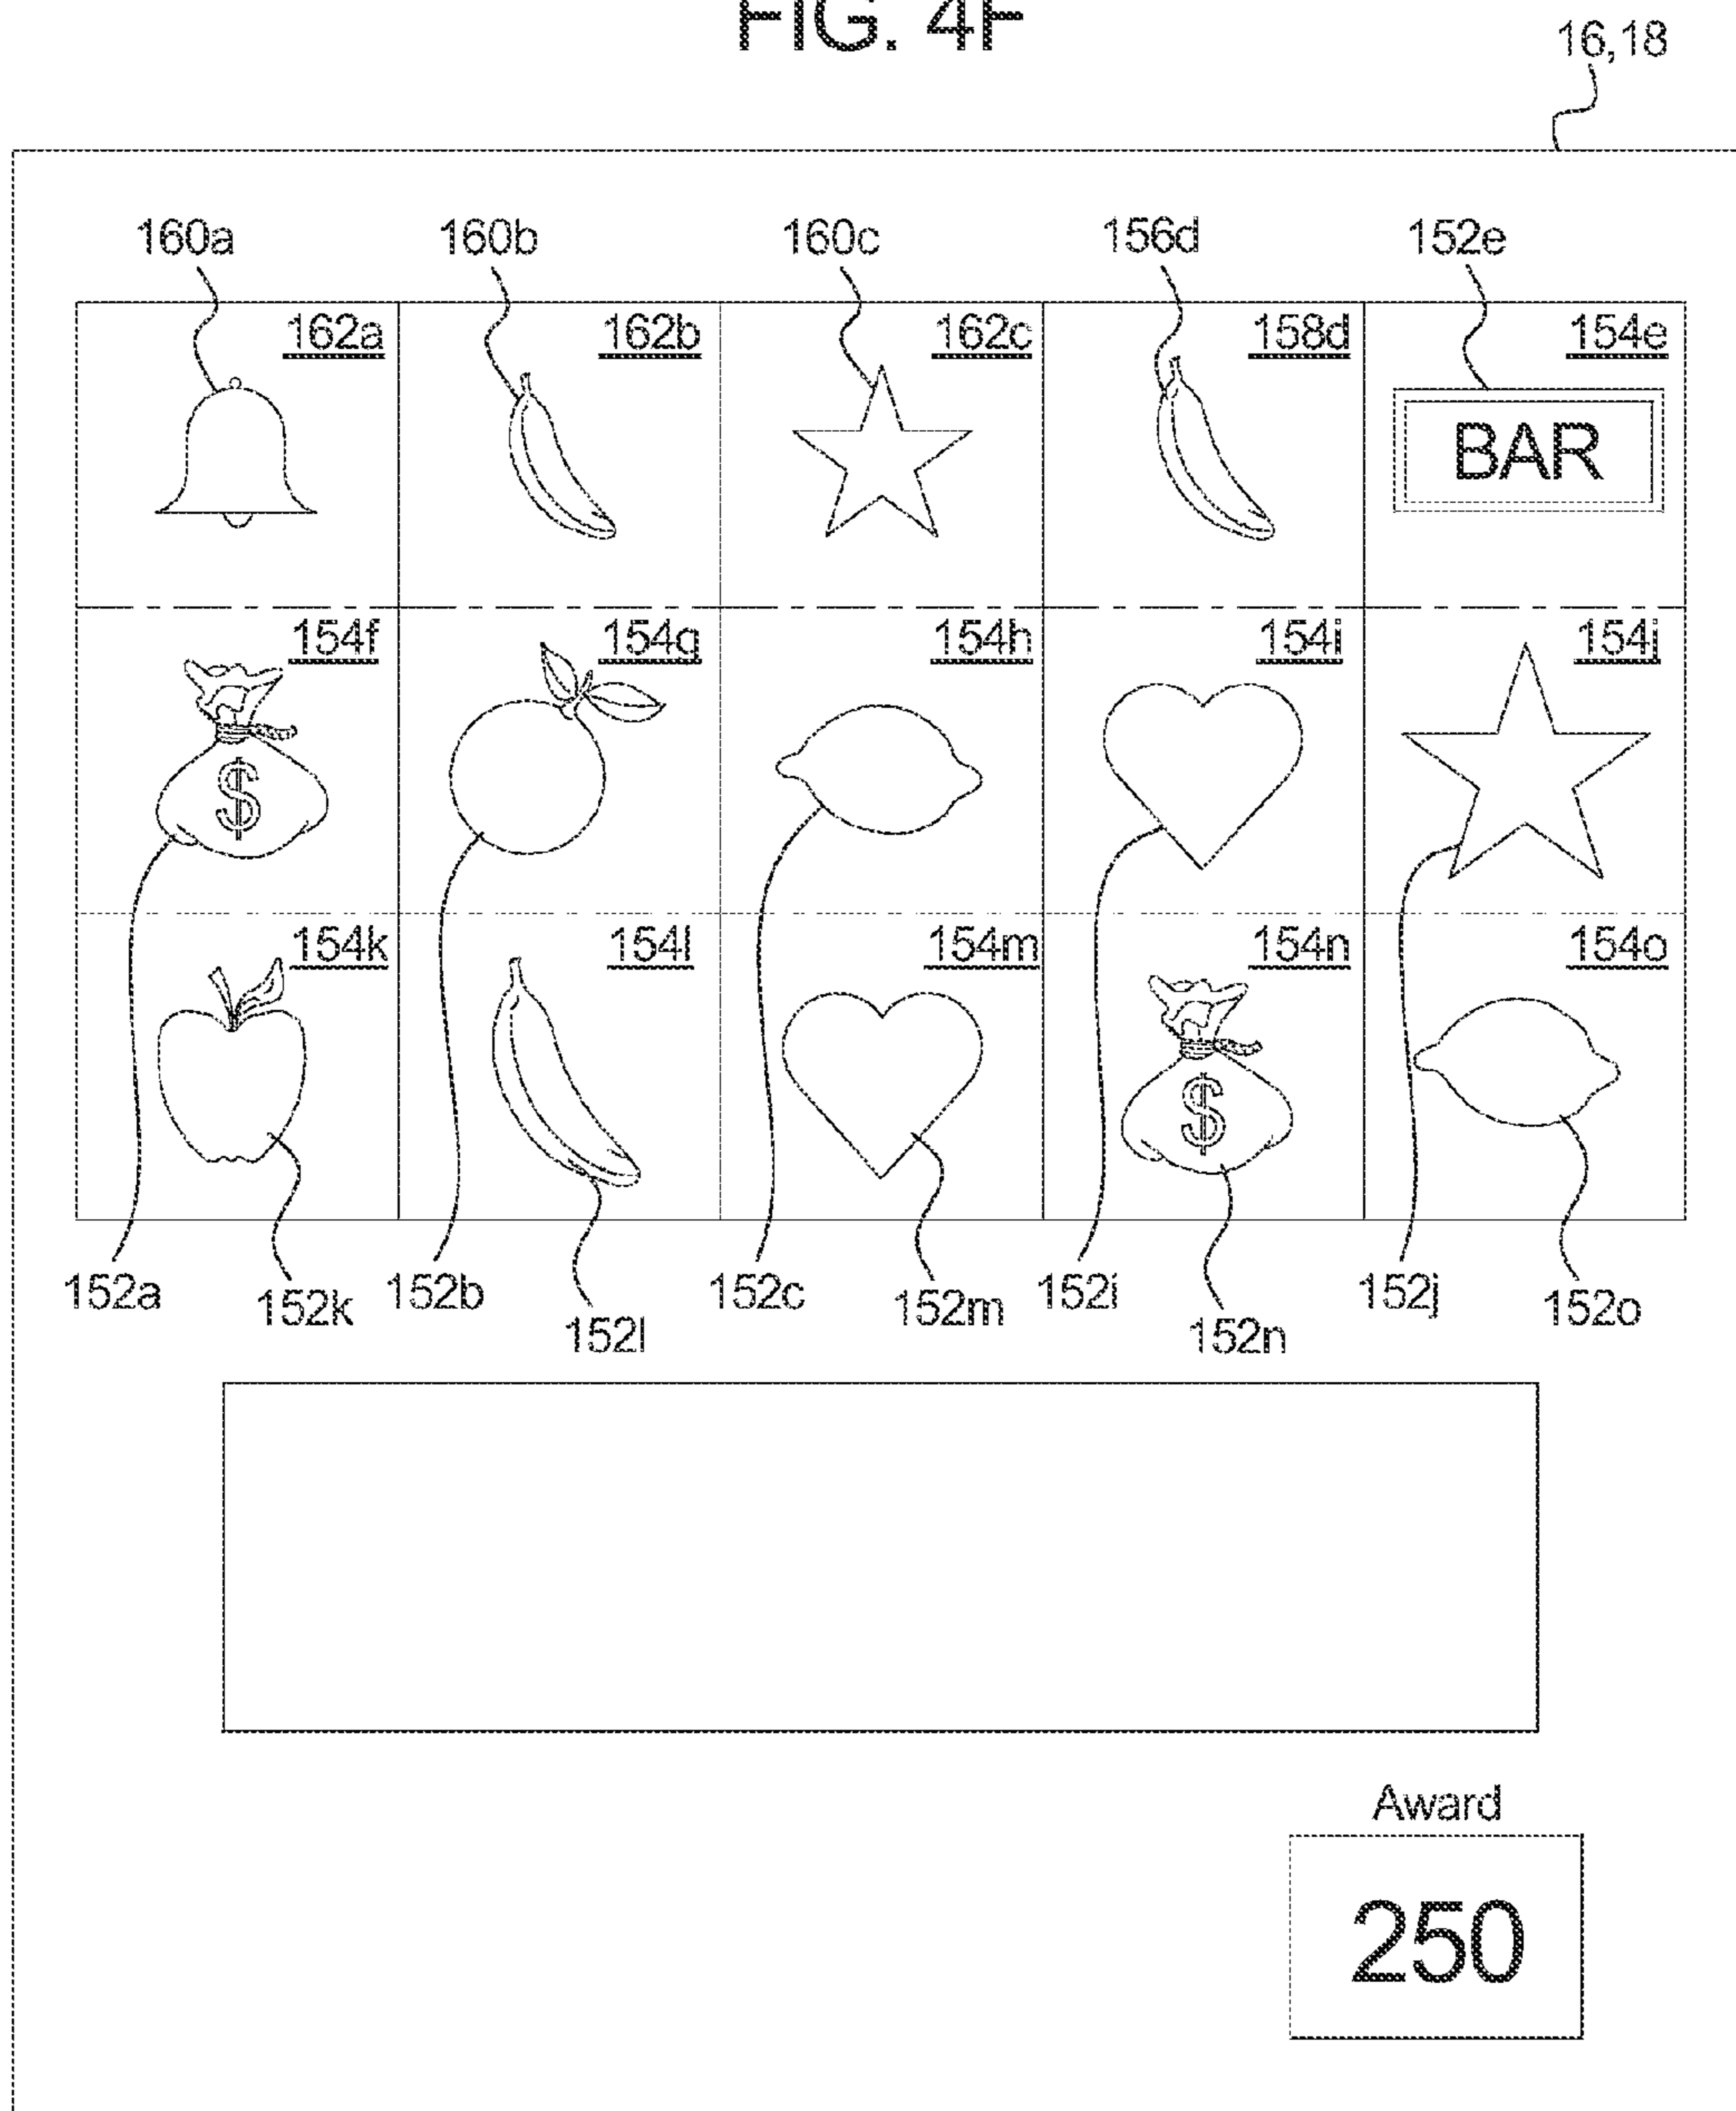 FIG. 4F
16,18
160a 160b 160c 156d 152e
162a 162b 162c 158d 154e
BAR
154f 154g 154h 154i 154j
$
154k 154l 154m 154n 154o
$
152a 152k 152b 152l 152c 152m 152i 152n 152j 152o
Award
250